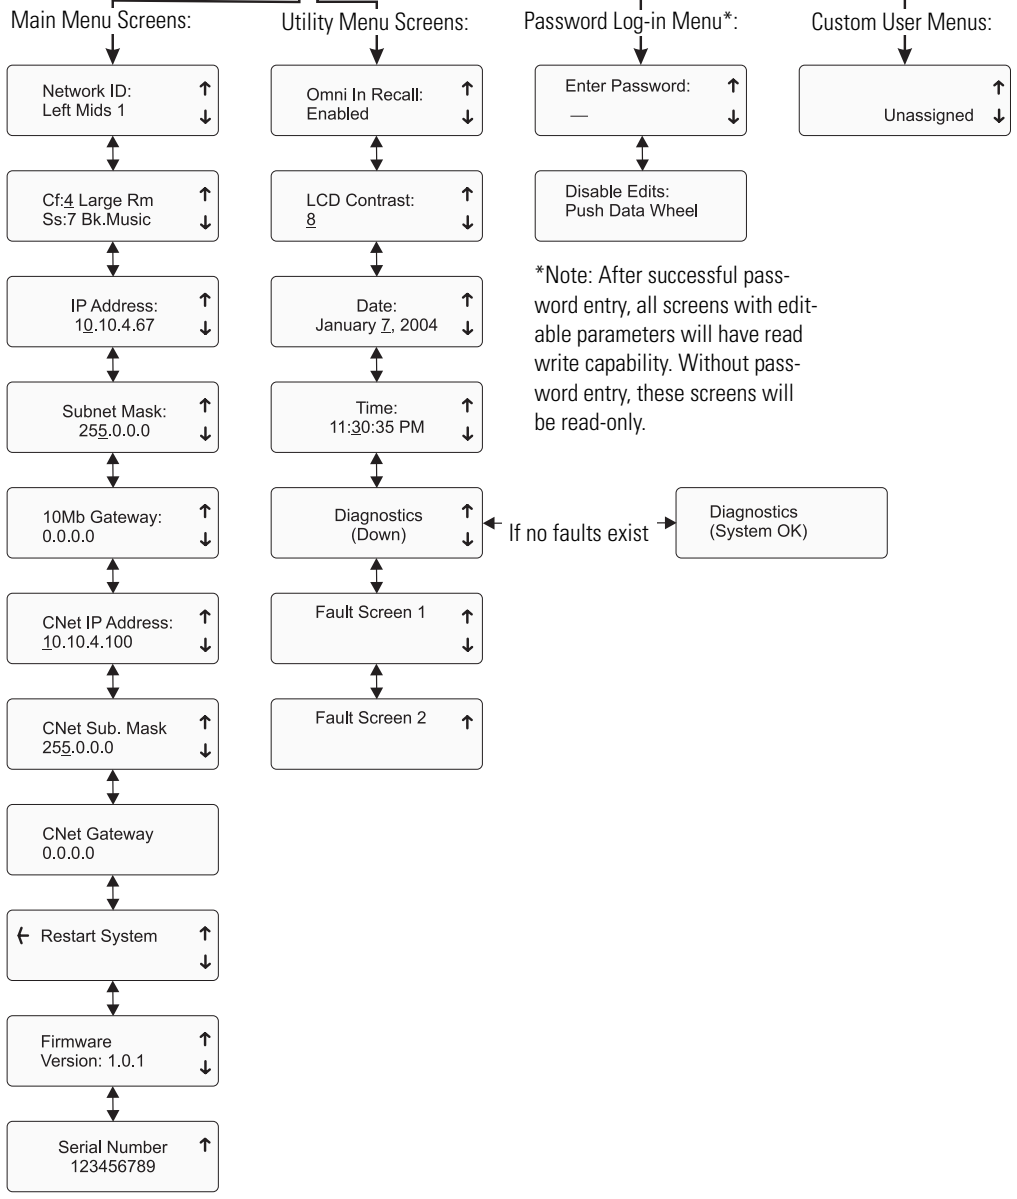 Main Menu Screens:
Network ID:
Left Mids 1
Cf:4 Large Rm
Ss:7 Bk.Music
IP Address:
10.10.4.67
Subnet Mask:
255.0.0.0
10Mb Gateway:
0.0.0.0
CNet IP Address:
10.10.4.100
CNet Sub. Mask
255.0.0.0
CNet Gateway
0.0.0.0
Restart System
Firmware
Version: 1.0.1
Serial Number
123456789
Utility Menu Screens:
Omni In Recall:
Enabled
LCD Contrast:
8
Date:
January 7, 2004
Time:
11:30:35 PM
Diagnostics
(Down)
If no faults exist
Diagnostics
(System OK)
Fault Screen 1
Fault Screen 2
Password Log-in Menu*:
Enter Password:
—
Disable Edits:
Push Data Wheel
*Note: After successful pass-
word entry, all screens with edit-
able parameters will have read
write capability. Without pass-
word entry, these screens will
be read-only.
Custom User Menus:
Unassigned